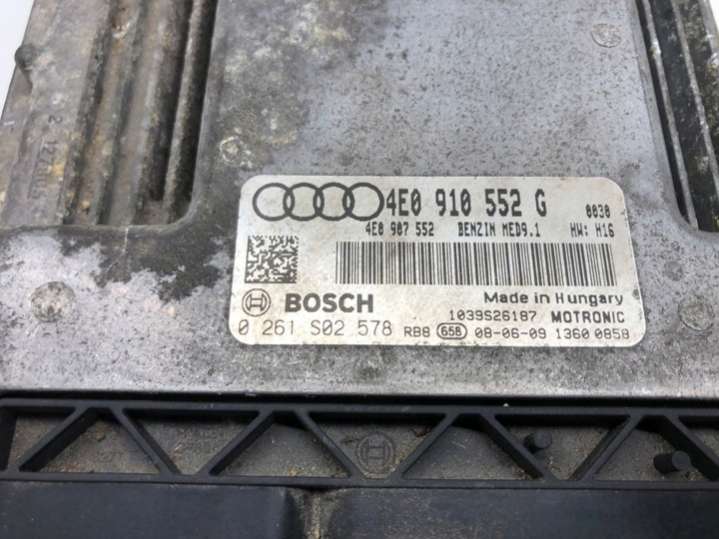 4E0 910 552 G 0030
4E0 907 552 BENZIN MED9.1 HW: H16
BOSCH Made in Hungary
1039S26187 MOTRONIC
0 261 S02 578 RB8 658 08-06-09 1360 0858